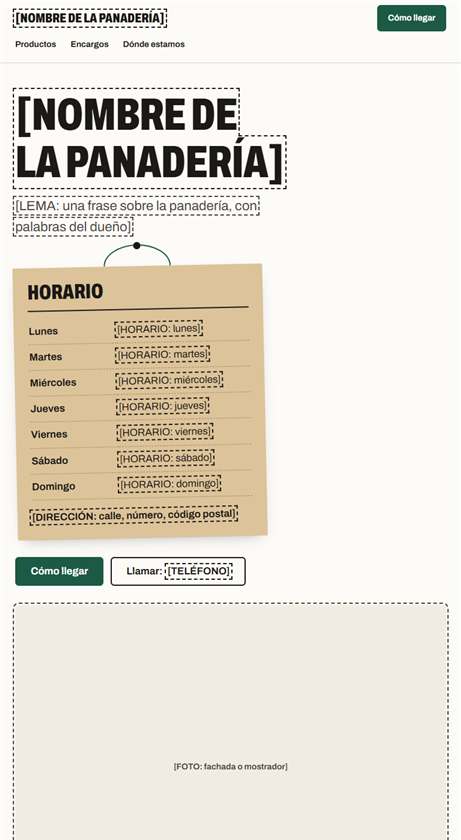 [NOMBRE DE LA PANADERÍA]
Cómo llegar
Productos
Encargos
Dónde estamos
[NOMBRE DE
LA PANADERÍA]
[LEMA: una frase sobre la panadería, con
palabras del dueño]
HORARIO
Lunes [HORARIO: lunes]
Martes [HORARIO: martes]
Miércoles [HORARIO: miércoles]
Jueves [HORARIO: jueves]
Viernes [HORARIO: viernes]
Sábado [HORARIO: sábado]
Domingo [HORARIO: domingo]
[DIRECCIÓN: calle, número, código postal]
Cómo llegar
Llamar: [TELÉFONO]
[FOTO: fachada o mostrador]